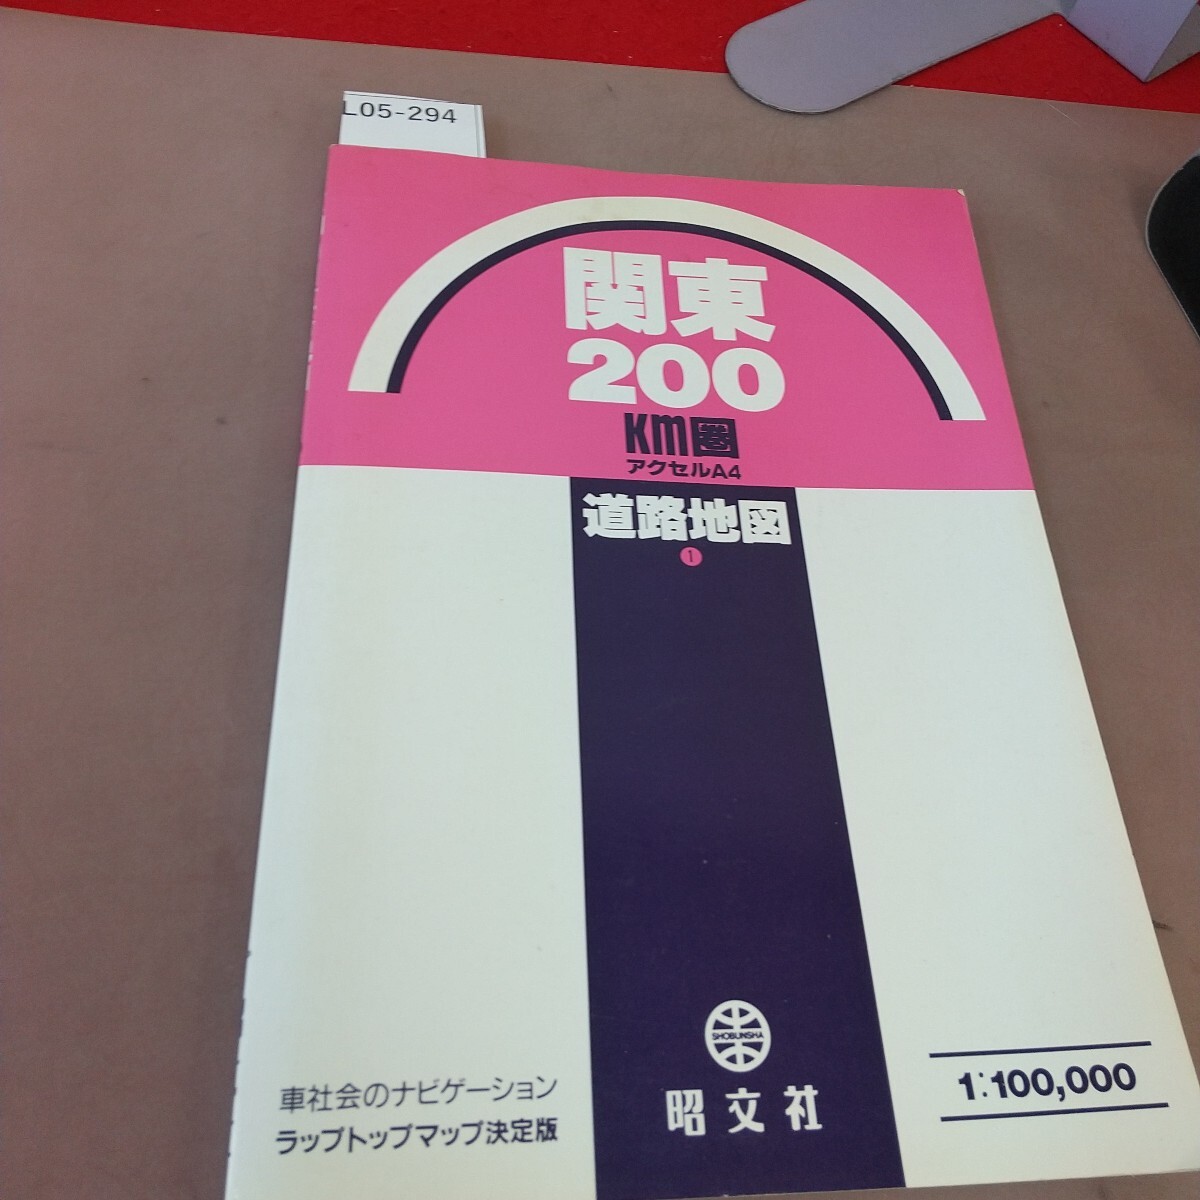 L05-294
関東
200
Km圏
アクセルA4
道路地図
1
SHOBUNSHA
昭文社
1:100,000
車社会のナビゲーション
ラップトップマップ決定版